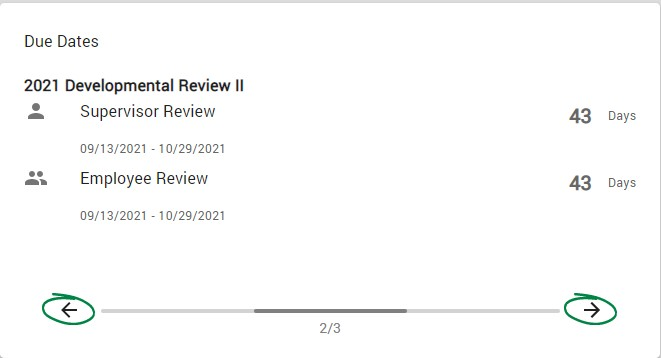 Due Dates
2021 Developmental Review II
Supervisor Review
43 Days
09/13/2021 - 10/29/2021
Employee Review
43 Days
09/13/2021 - 10/29/2021
2/3